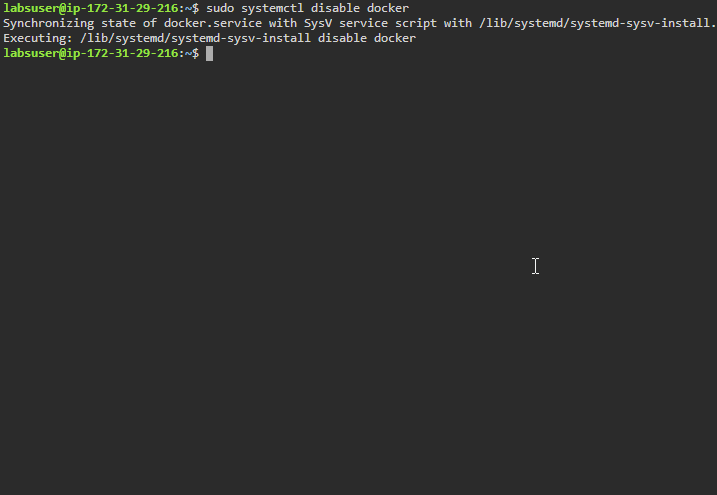 labsuser@ip-172-31-29-216:~$ sudo systemctl disable docker
Synchronizing state of docker.service with SysV service script with /lib/systemd/systemd-sysv-install.
Executing: /lib/systemd/systemd-sysv-install disable docker
labsuser@ip-172-31-29-216:~$